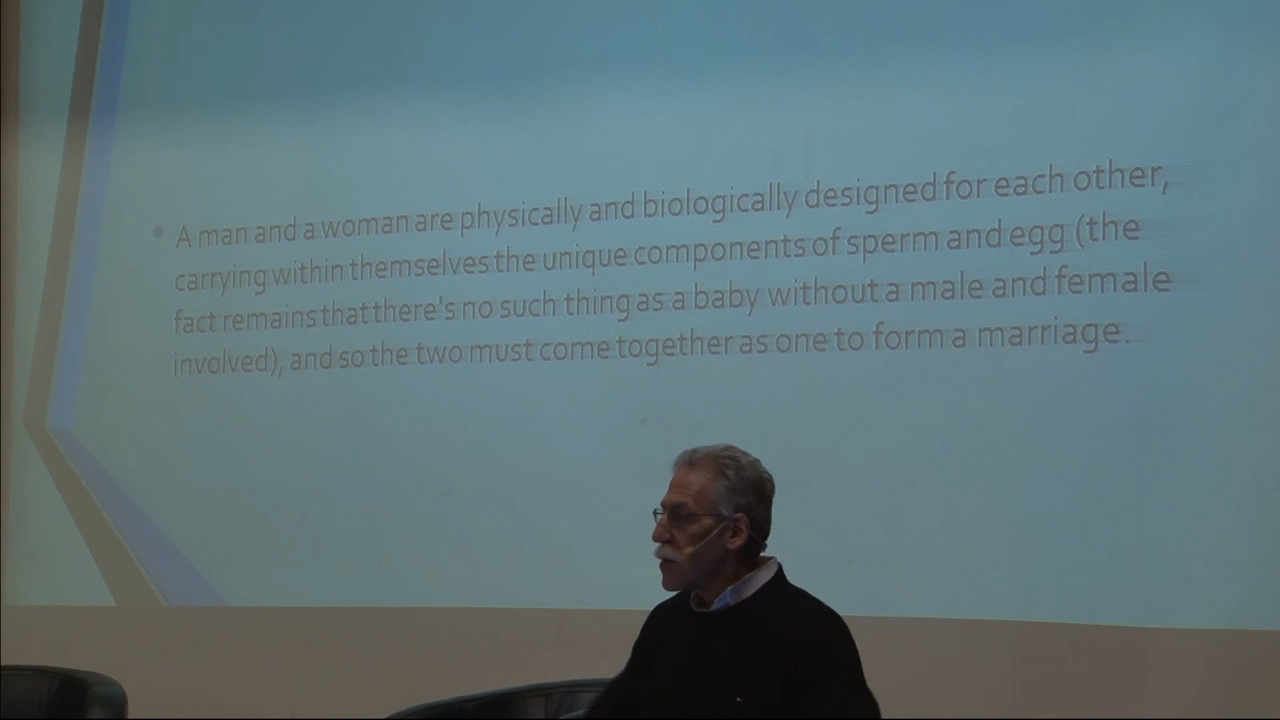 • A man and a woman are physically and biologically designed for each other,
carrying within themselves the unique components of sperm and egg (the
fact remains that there's no such thing as a baby without a male and female
involved), and so the two must come together as one to form a marriage.